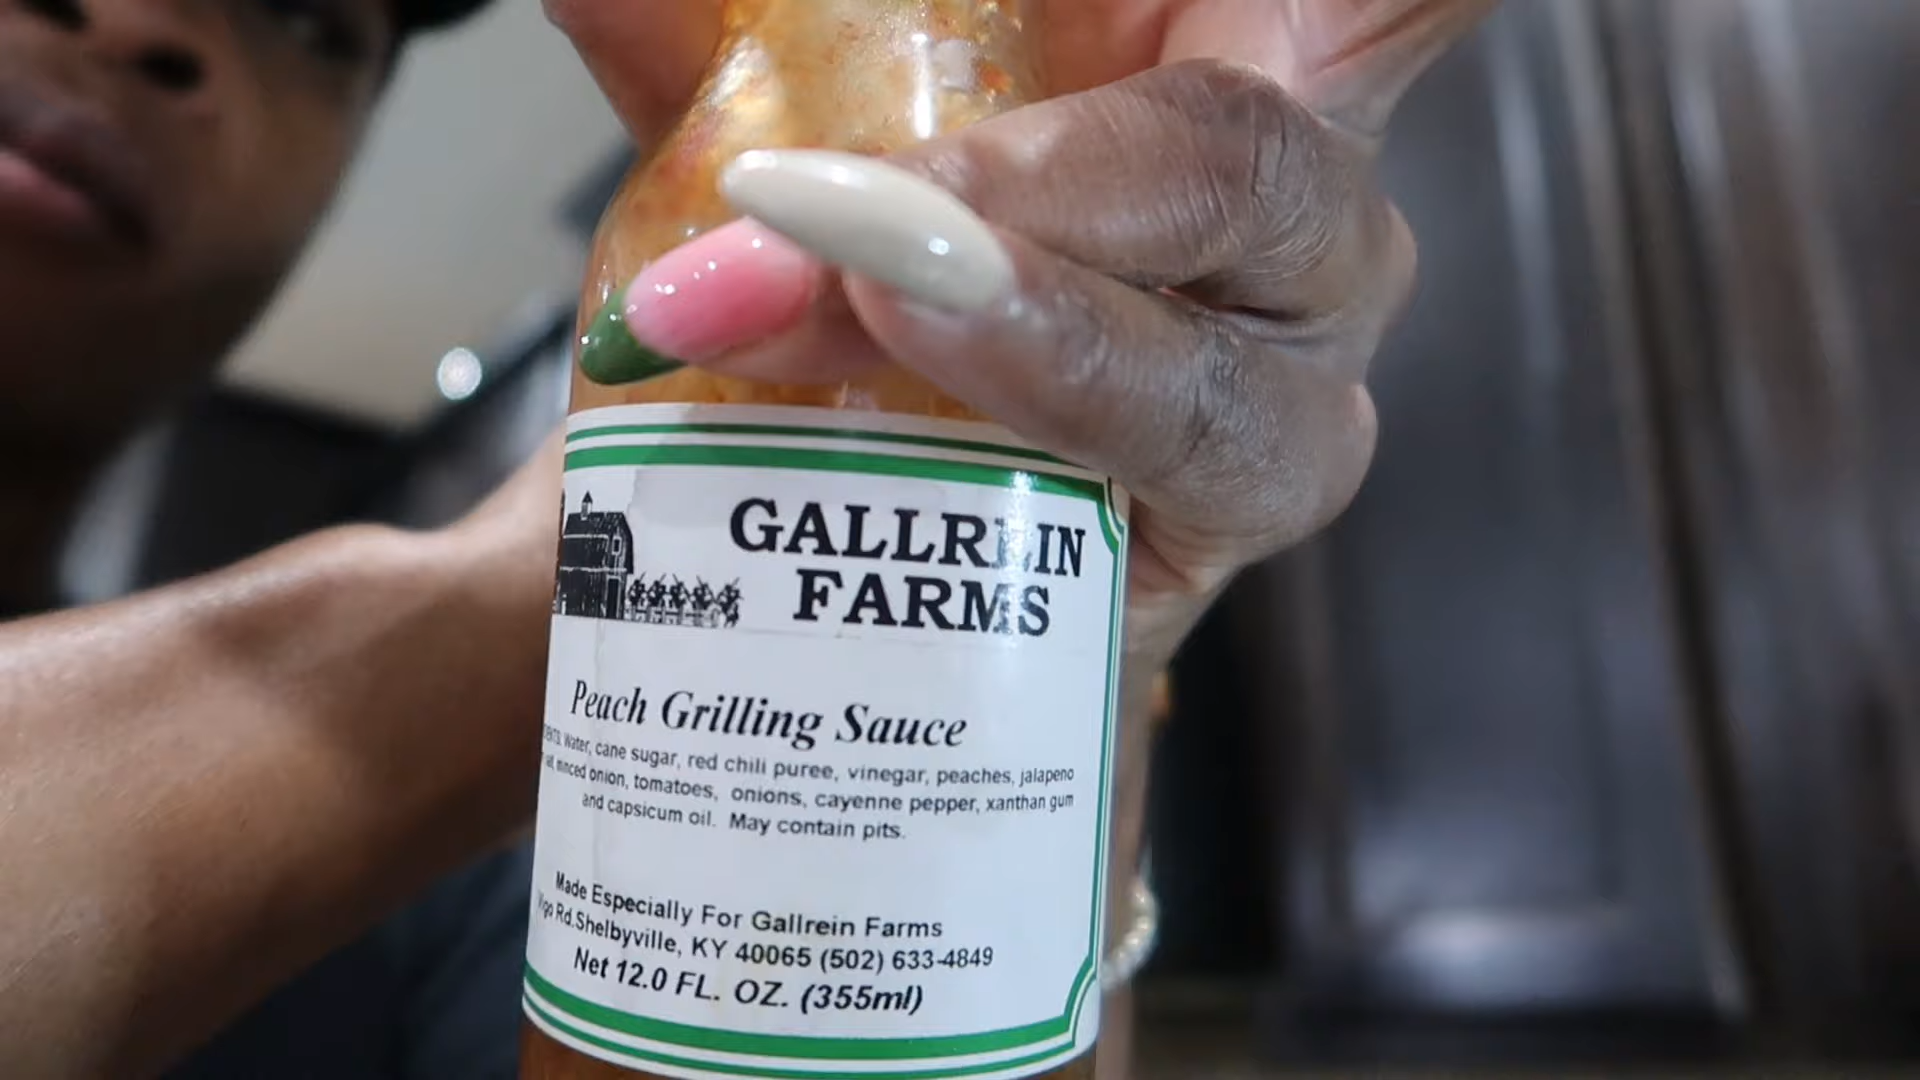 GALLREIN
FARMS
Peach Grilling Sauce
Water, cane sugar, red chili puree, vinegar, peaches, jalapeno
minced onion, tomatoes, onions, cayenne pepper, xanthan gum
and capsicum oil. May contain pits.
Made Especially For Gallrein Farms
Vigo Rd.Shelbyville, KY 40065 (502) 633-4849
Net 12.0 FL. OZ. (355ml)